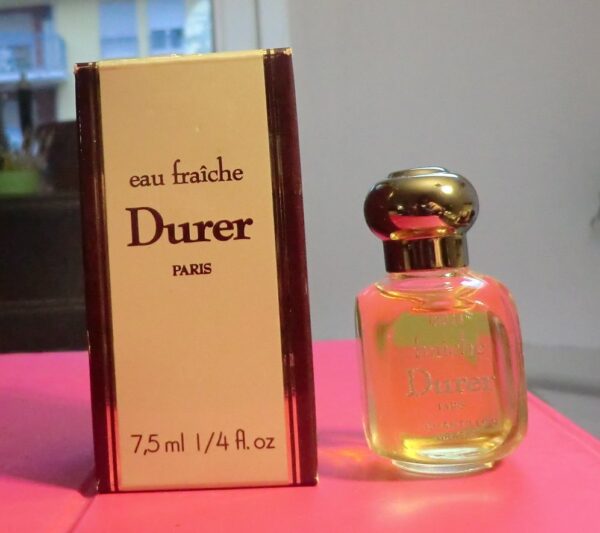 eau fraîche
Durer
PARIS
7,5 ml 1/4 fl. oz
fraîche
Durer
PARIS